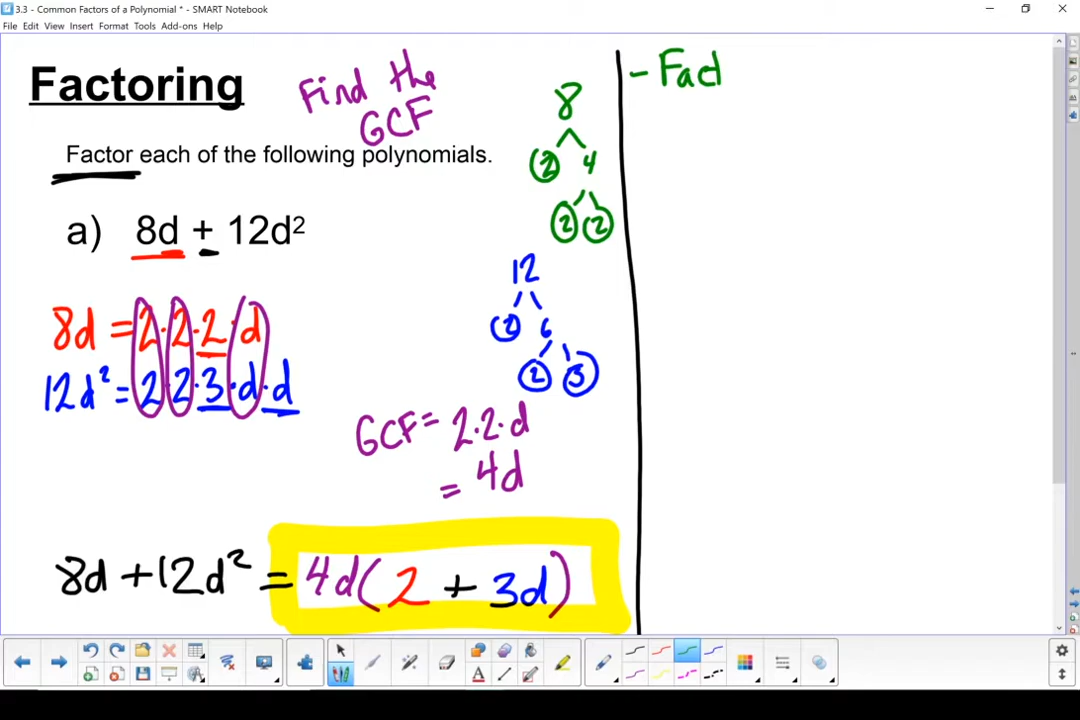 3.3 - Common Factors of a Polynomial * - SMART Notebook
File Edit View Insert Format Tools Add-ons Help
Factoring
Find the
GCF
Factor each of the following polynomials.
a) 8d + 12d²
8d = 2·2·2·d
12d² = 2·2·3·d·d
GCF = 2·2·d
= 4d
8d + 12d² = 4d(2 + 3d)
8
2 4
2 2
12
2 6
2 3
- Fact